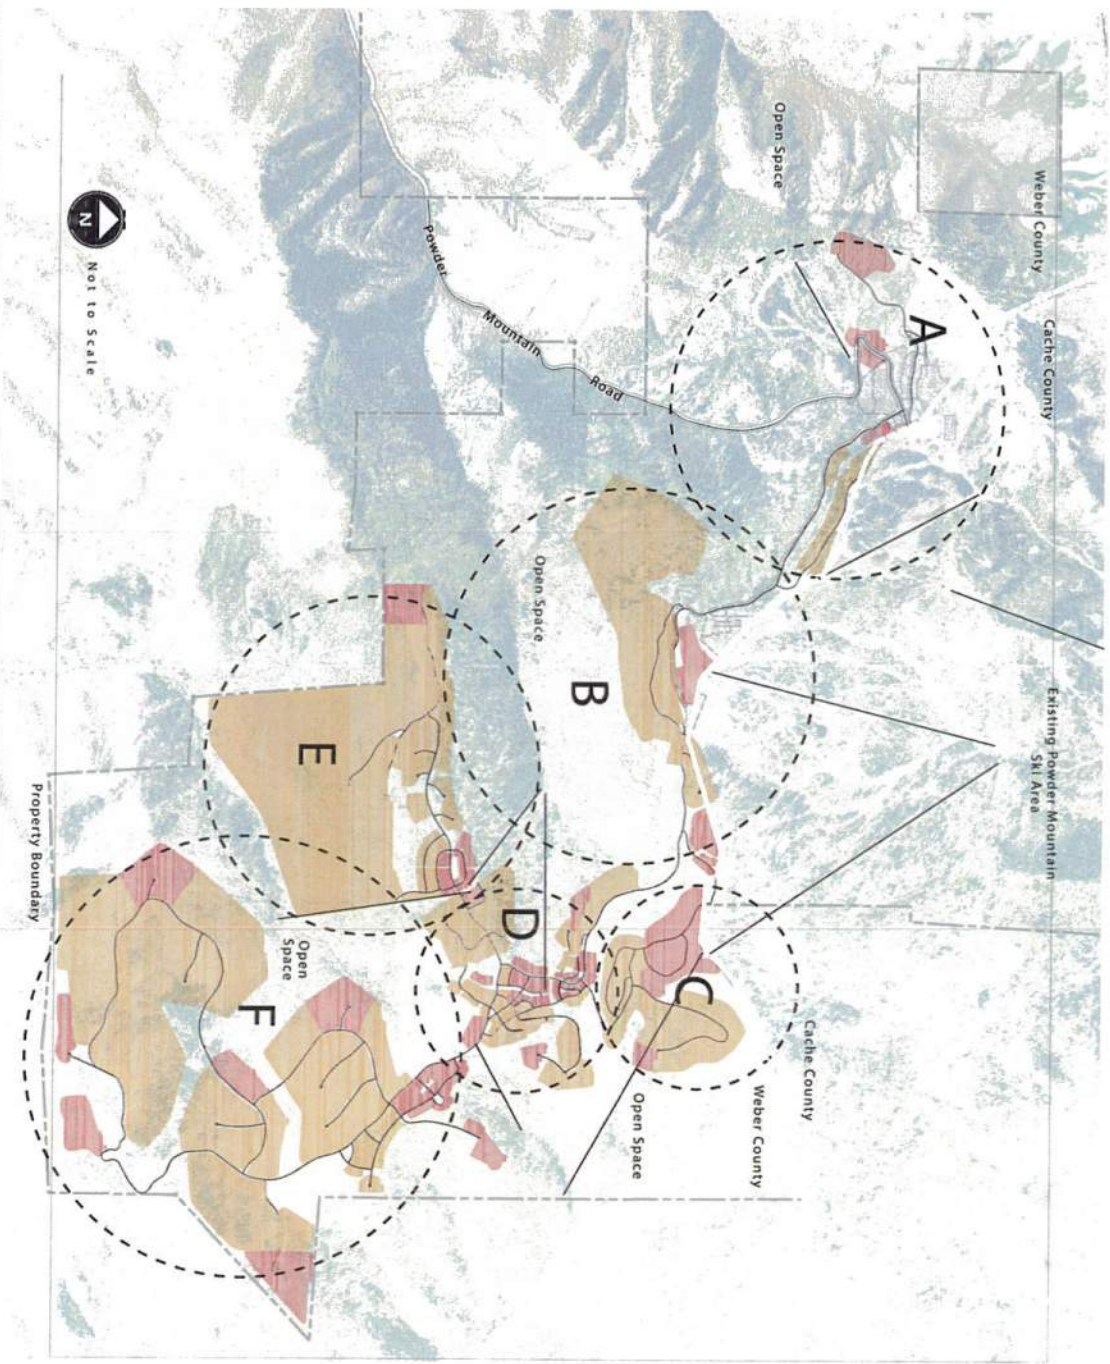 Weber County
Cache County
Existing Powder Mountain
Ski Area
Cache County
Weber County
Open Space
A
Open Space
C
Open Space
B
D
Powder
Mountain
Road
E
Open
Space
F
N
Not to Scale
Property Boundary